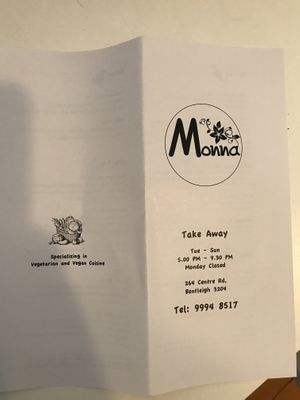 Specializing in
Vegetarian and Vegan Cuisine
Monna
Take Away
Tue - Sun
5.00 PM - 9.30 PM
Monday Closed
264 Centre Rd,
Bentleigh 3204
Tel: 9994 8517